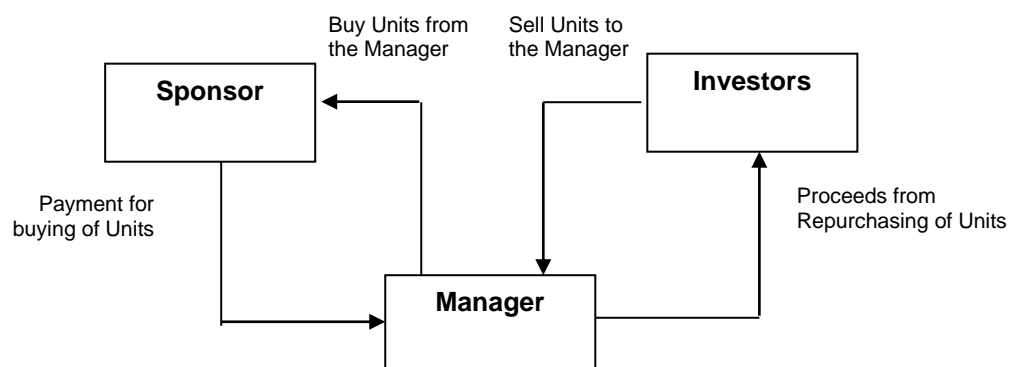 Buy Units from
the Manager
Sell Units to
the Manager
Sponsor
Investors
Payment for
buying of Units
Proceeds from
Repurchasing of Units
Manager